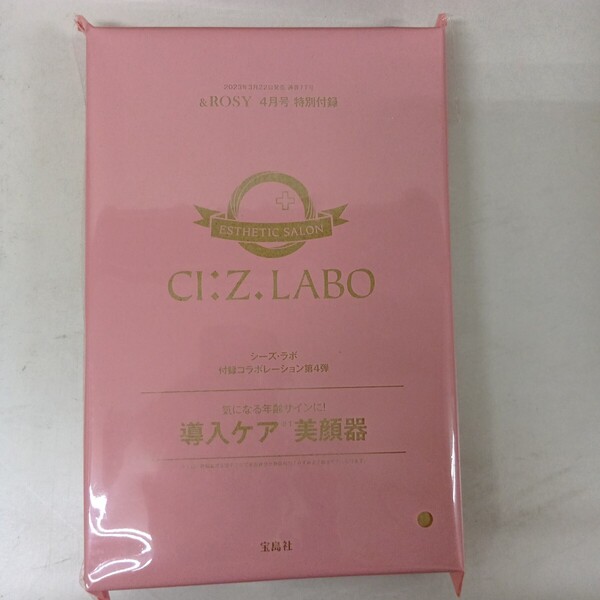 &ROSY 4月号 特別付録
ESTHETIC SALON
CI:Z.LABO
シーズ・ラボ
付録コラボレーション第4弾
気になる年齢サインに!
導入ケア 美顔器
宝島社